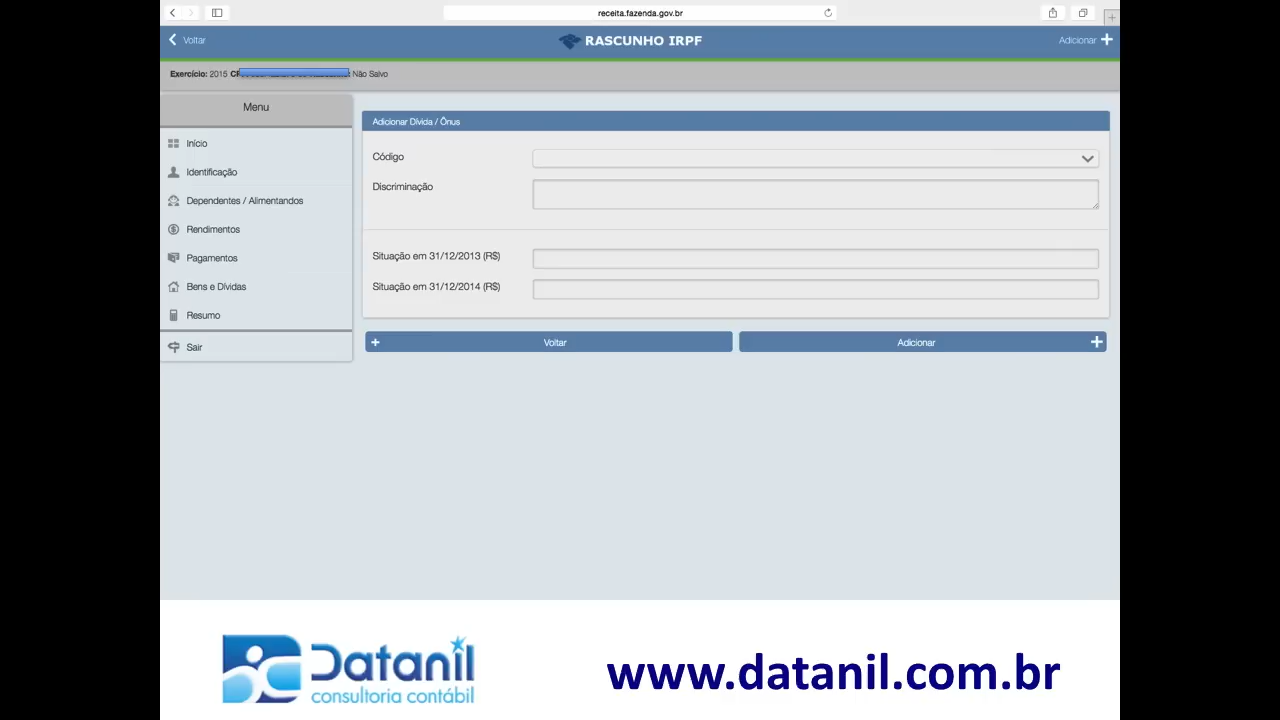 receita.fazenda.gov.br
Voltar
RASCUNHO IRPF
Adicionar
Exercício: 2015 Não Salvo
Menu
Início
Identificação
Dependentes / Alimentandos
Rendimentos
Pagamentos
Bens e Dívidas
Resumo
Sair
Adicionar Dívida / Ônus
Código
Discriminação
Situação em 31/12/2013 (R$)
Situação em 31/12/2014 (R$)
Voltar
Adicionar
Datanil
consultoria contábil
www.datanil.com.br